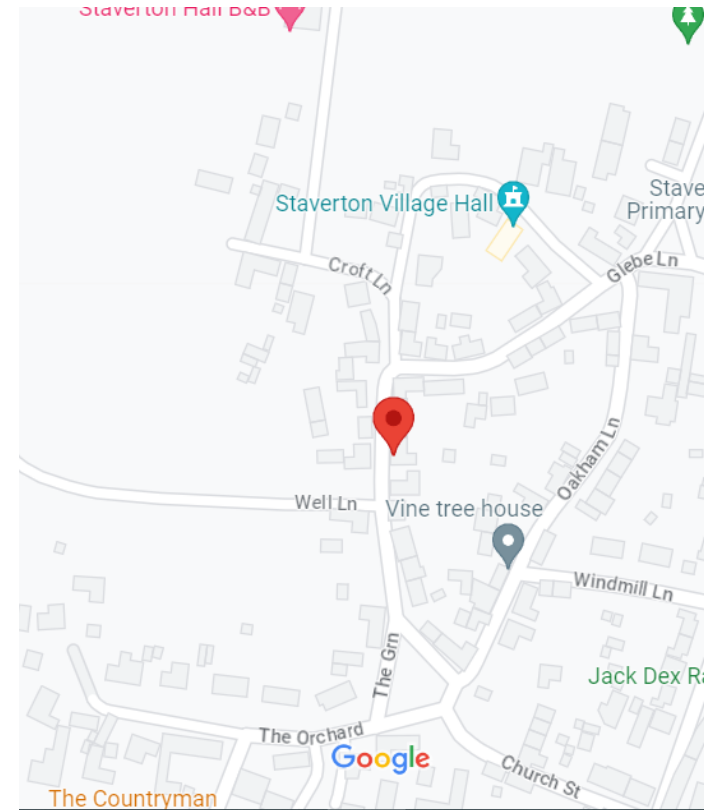 Staverton Hall B&B
Staverton Village Hall
Stave
Primary
Croft Ln
Glebe Ln
Oakham Ln
Well Ln
Vine tree house
Windmill Ln
The Grn
Jack Dex Ra
The Orchard
Google
Church St
The Countryman